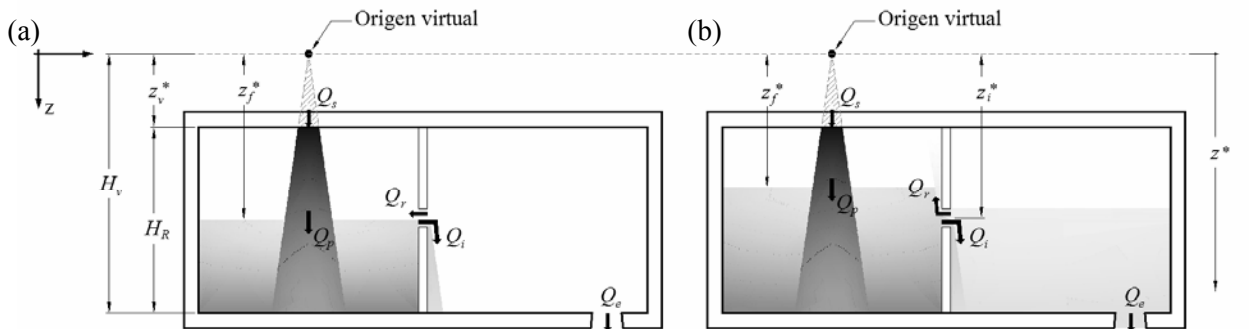 (a)
Origen virtual
z
z_v^*
z_f^*
H_v
H_R
Q_s
Q_r
Q_p
Q_i
Q_e
(b)
Origen virtual
z_f^*
Q_s
z_i^*
z^*
Q_r
Q_p
Q_i
Q_e